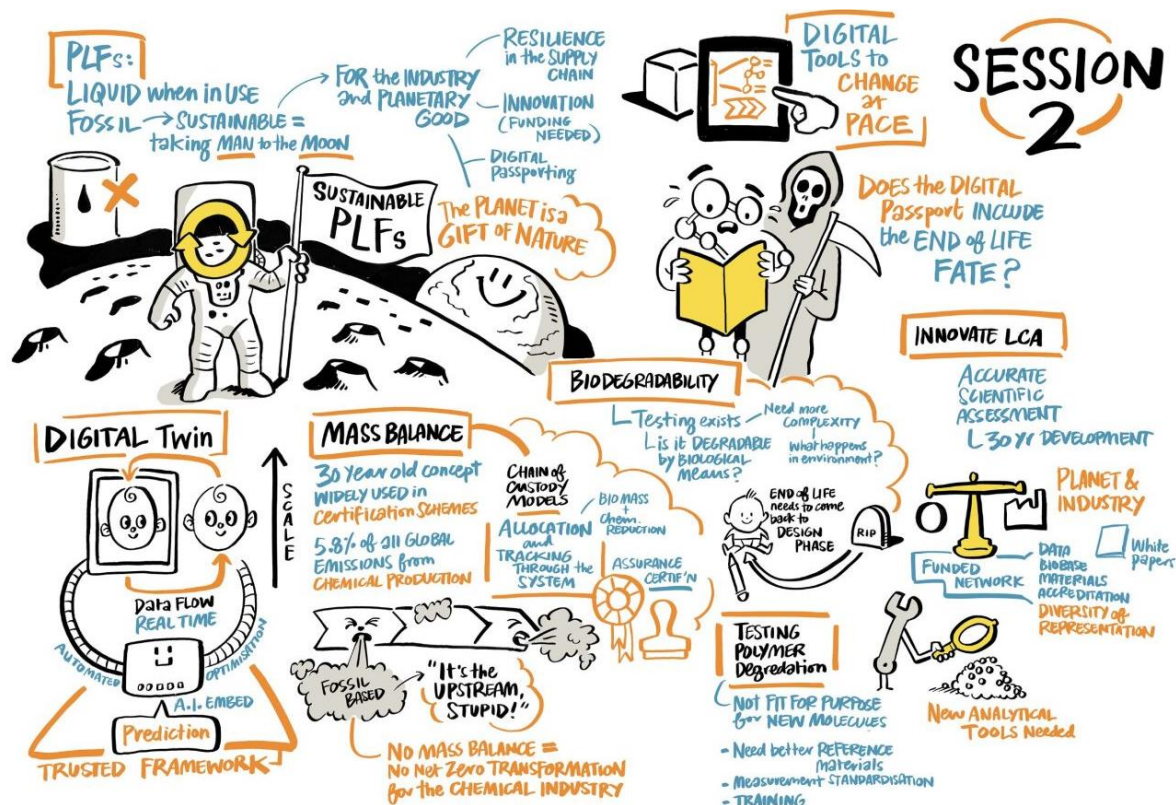 PLFs:
LIQUID when in USE
FOSSIL → SUSTAINABLE =
taking MAN to the MOON
FOR the INDUSTRY
and PLANETARY
GOOD
RESILIENCE
in the SUPPLY
CHAIN
INNOVATION
(FUNDING
NEEDED)
DIGITAL
Passporting
SUSTAINABLE
PLFs
The PLANET is a
GIFT OF NATURE
DIGITAL
TOOLS to
CHANGE at
PACE
SESSION
2
DOES the DIGITAL
Passport INCLUDE
the END of LIFE
FATE?
DIGITAL Twin
Data Flow
REAL TIME
AUTOMATED
OPTIMISATION
A.I. EMBED
Prediction
TRUSTED FRAMEWORK
SCALE
MASS BALANCE
30 YEAR OLD CONCEPT
WIDELY USED in
CERTIFICATION SCHEMES
5.8% of all GLOBAL
EMISSIONS from
CHEMICAL PRODUCTION
CHAIN of
CUSTODY
MODELS
ALLOCATION
and
TRACKING
THROUGH the
SYSTEM
BIOMASS
+
Chem.
REDUCTION
ASSURANCE
CERTIF'N
FOSSIL
BASED
"It's the
UPSTREAM,
STUPID!"
NO MASS BALANCE =
No Net Zero TRANSFORMATION
for the CHEMICAL INDUSTRY
BIODEGRADABILITY
Testing exists
Need more
COMPLEXITY
What happens
in environment?
is it DEGRADABLE
by BIOLOGICAL
Means?
END OF LIFE
needs to come
back to
DESIGN
PHASE
RIP
TESTING
POLYMER
Degredation
NOT FIT FOR PURPOSE
for NEW MOLECULES
- Need better REFERENCE
materials
- Measurement STANDARDISATION
- TRAINING
INNOVATE LCA
ACCURATE
SCIENTIFIC
ASSESSMENT
30 yr DEVELOPMENT
PLANET &
INDUSTRY
FUNDED
NETWORK
DATA
BIOBASE
MATERIALS
ACCREDITATION
DIVERSITY of
REPRESENTATION
White
papers
New ANALYTICAL
TOOLS Needed